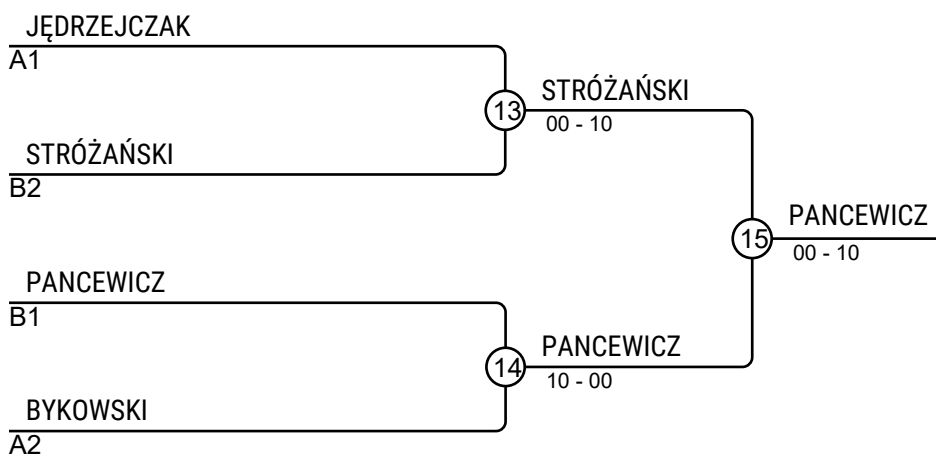 JĘDRZEJCZAK
A1
STRÓŻAŃSKI
B2
PANCEWICZ
B1
BYKOWSKI
A2
13
STRÓŻAŃSKI
00 - 10
14
PANCEWICZ
10 - 00
15
PANCEWICZ
00 - 10